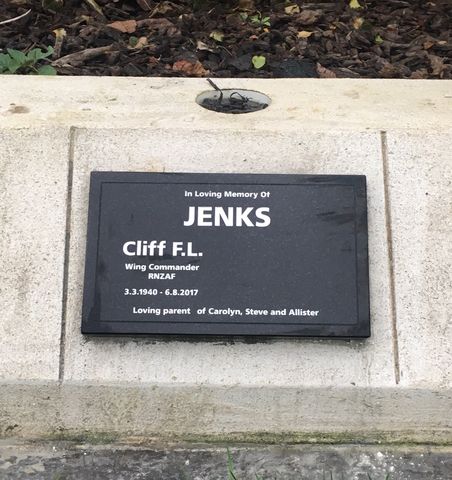 In Loving Memory Of
JENKS
Cliff F.L.
Wing Commander
RNZAF
3.3.1940 - 6.8.2017
Loving parent of Carolyn, Steve and Allister